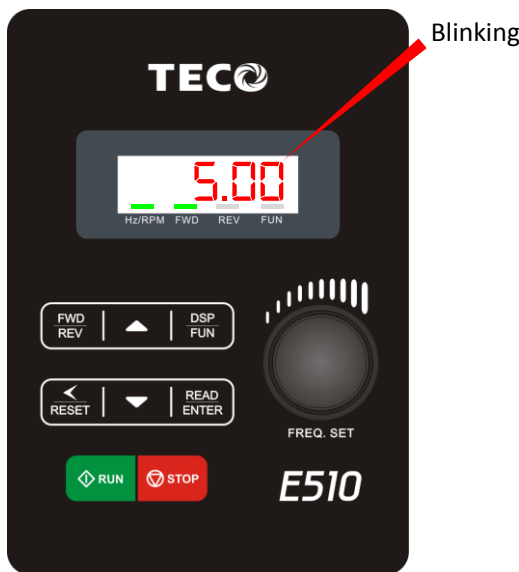 Blinking
TECO
5.00
Hz/RPM FWD REV FUN
FWD
REV
DSP
FUN
RESET
READ
ENTER
FREQ. SET
RUN
STOP
E510